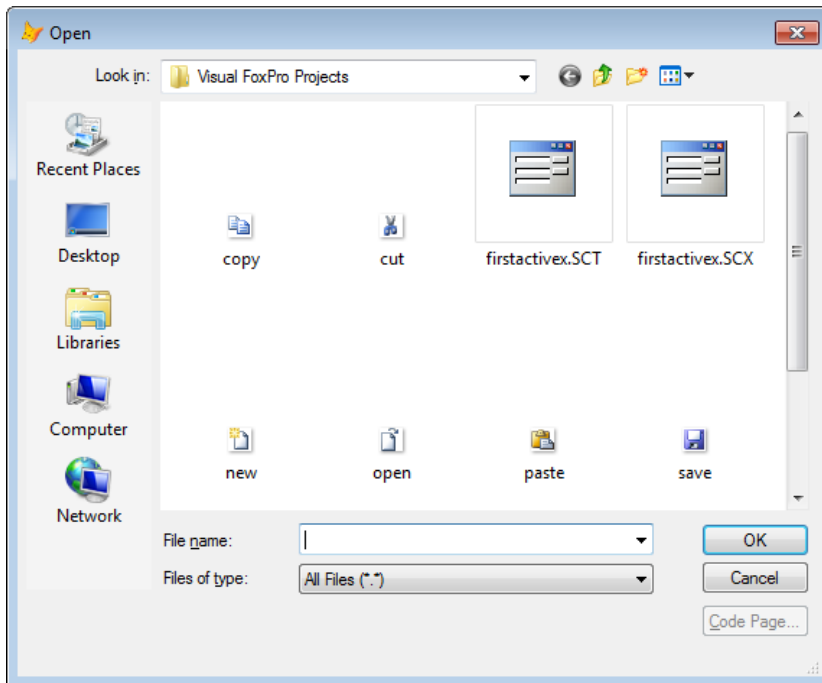 Open
Look in:
Visual FoxPro Projects
Recent Places
Desktop
Libraries
Computer
Network
copy
cut
firstactivex.SCT
firstactivex.SCX
new
open
paste
save
File name:
OK
Files of type:
All Files (*.*)
Cancel
Code Page...